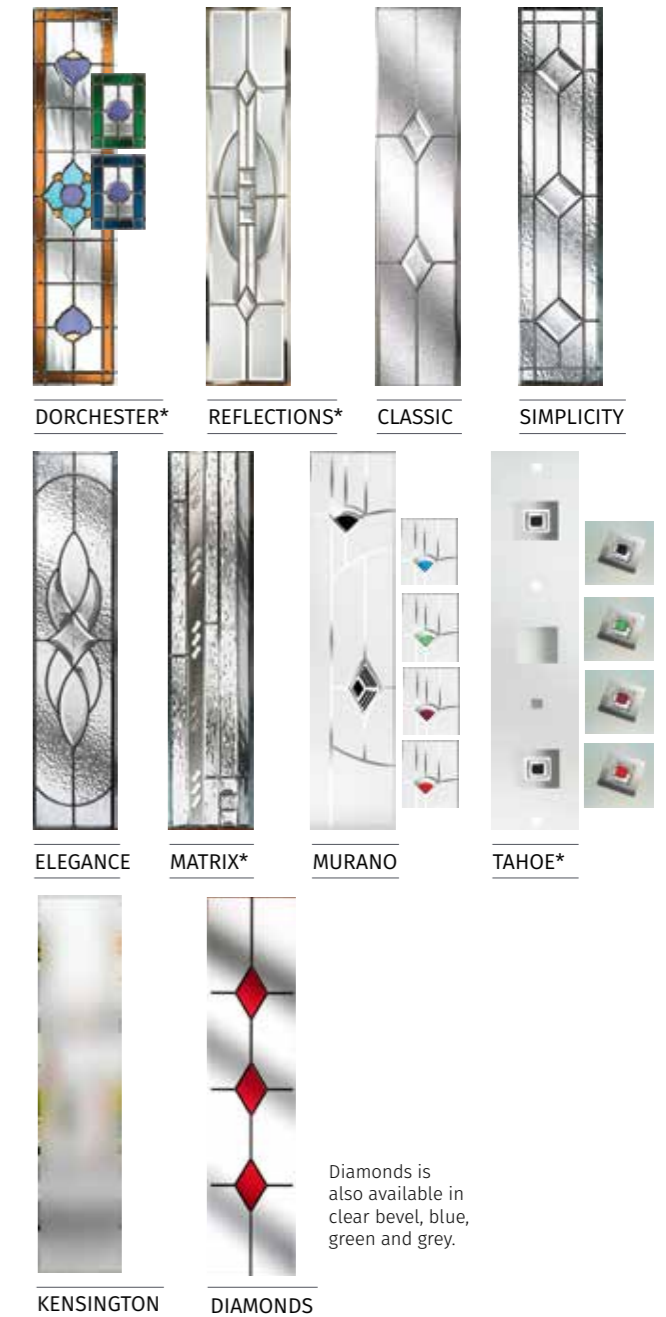 DORCHESTER*
REFLECTIONS*
CLASSIC
SIMPLICITY
ELEGANCE
MATRIX*
MURANO
TAHOE*
Diamonds is
also available in
clear bevel, blue,
green and grey.
KENSINGTON
DIAMONDS